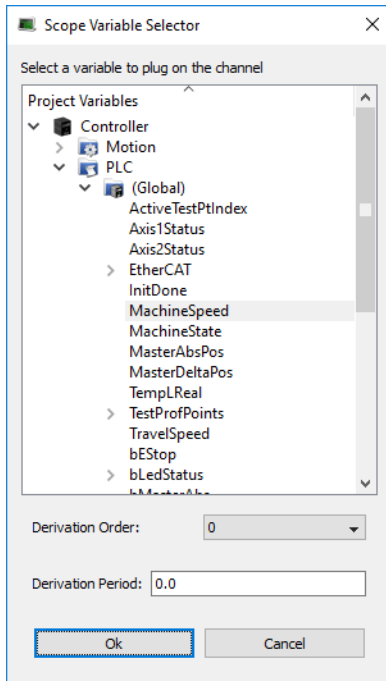 Scope Variable Selector
Select a variable to plug on the channel
Project Variables
Controller
Motion
PLC
(Global)
ActiveTestPtIndex
Axis1Status
Axis2Status
EtherCAT
InitDone
MachineSpeed
MachineState
MasterAbsPos
MasterDeltaPos
TempLReal
TestProfPoints
TravelSpeed
bEStop
bLedStatus
bMasterAbs
Derivation Order: 0
Derivation Period: 0.0
Ok Cancel